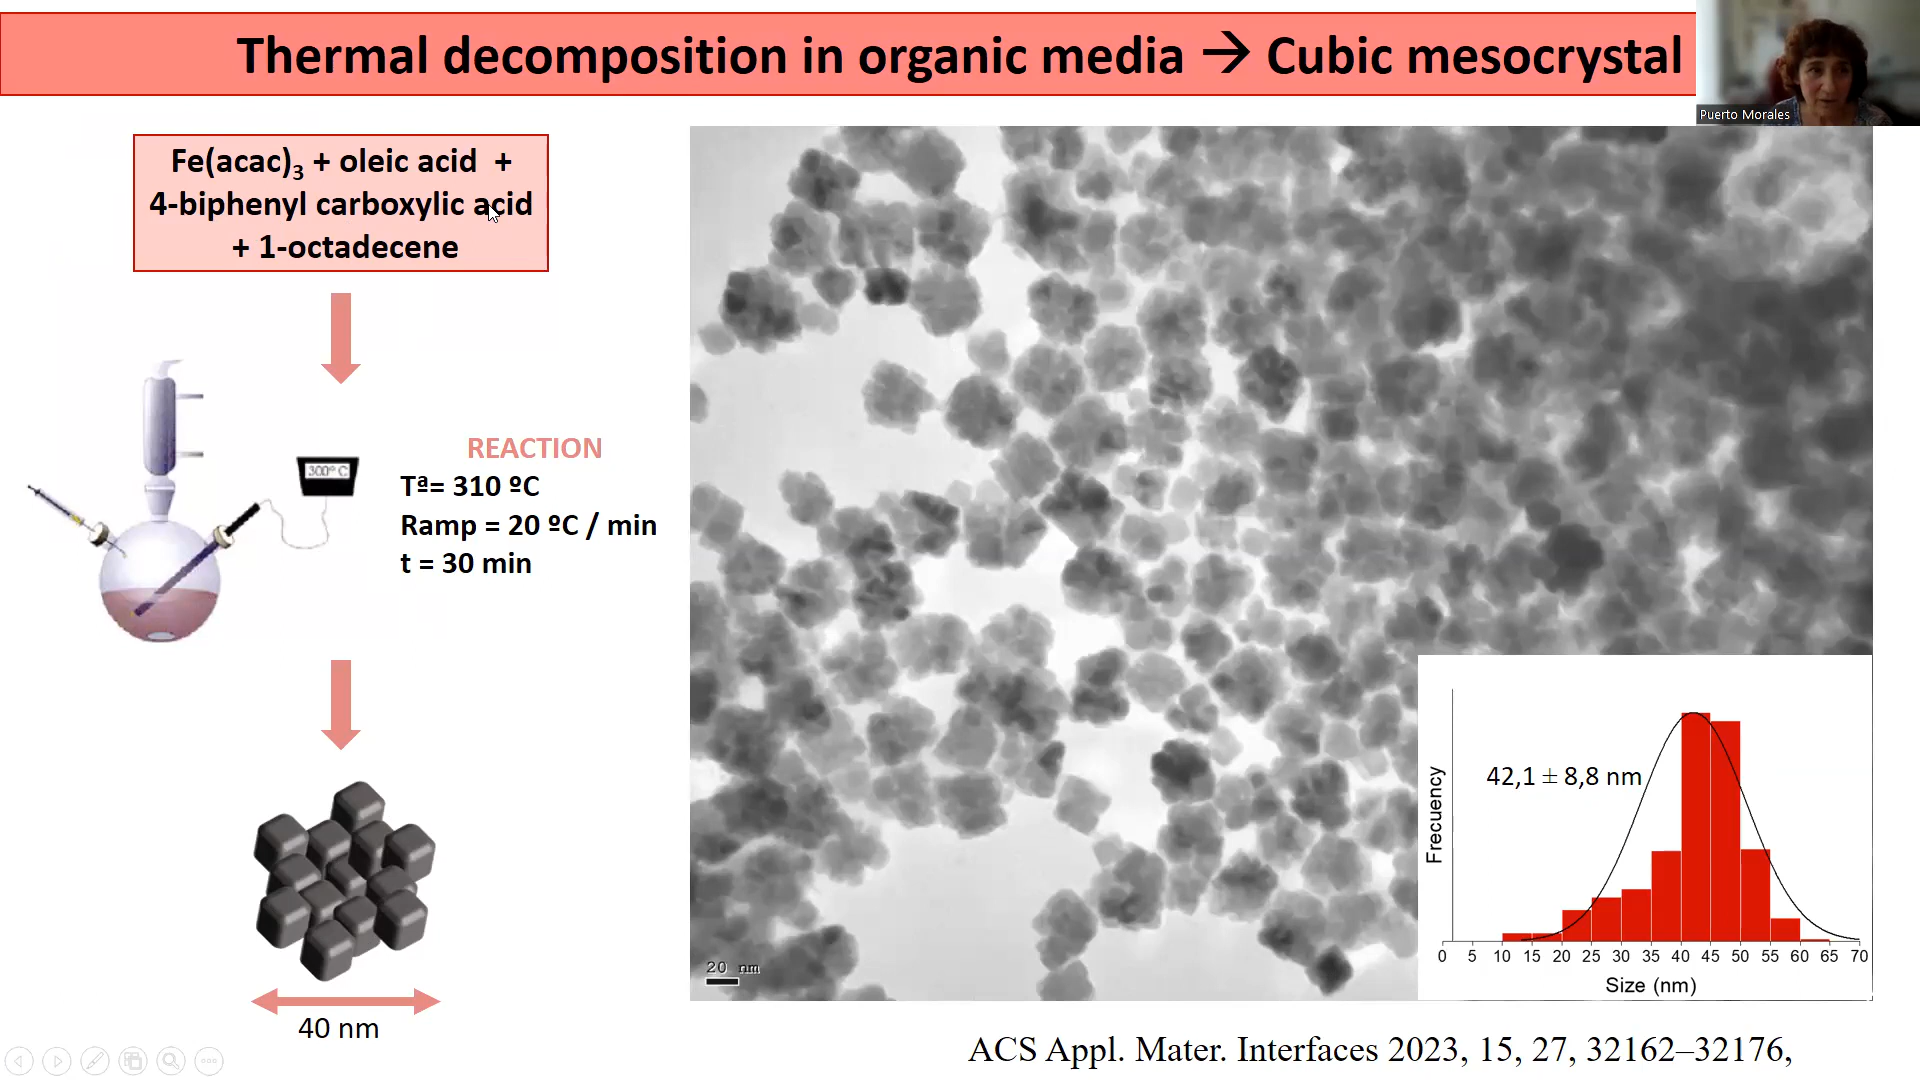 Thermal decomposition in organic media → Cubic mesocrystal
Puerto Morales
Fe(acac)3 + oleic acid +
4-biphenyl carboxylic acid
+ 1-octadecene
300º C
REACTION
Tª= 310 ºC
Ramp = 20 ºC / min
t = 30 min
40 nm
20 nm
42,1 ± 8,8 nm
Frecuency
0 5 10 15 20 25 30 35 40 45 50 55 60 65 70
Size (nm)
ACS Appl. Mater. Interfaces 2023, 15, 27, 32162–32176,